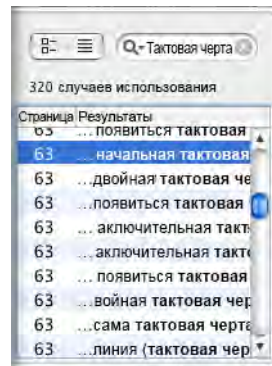 Тактовая черта
320 случаев использования
Страница Результаты
63 ... появиться тактовая
63 ... начальная тактовая
63 ...двойная тактовая че
63 ...появиться тактовая
63 ... аключительная такт
63 ... аключительная такто
63 ... появиться тактовая
63 ...войная тактовая чер
63 ...сама тактовая черта
63 ...линия (тактовая чер